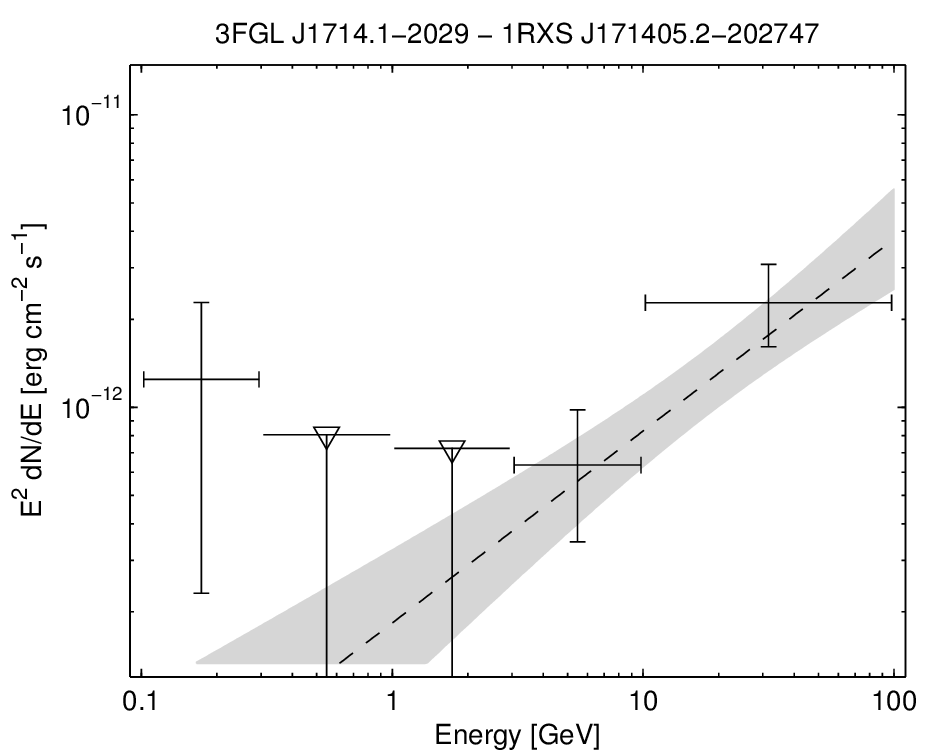 3FGL J1714.1−2029 − 1RXS J171405.2−202747
10⁻¹¹
10⁻¹²
E² dN/dE [erg cm⁻² s⁻¹]
0.1 1 10 100
Energy [GeV]